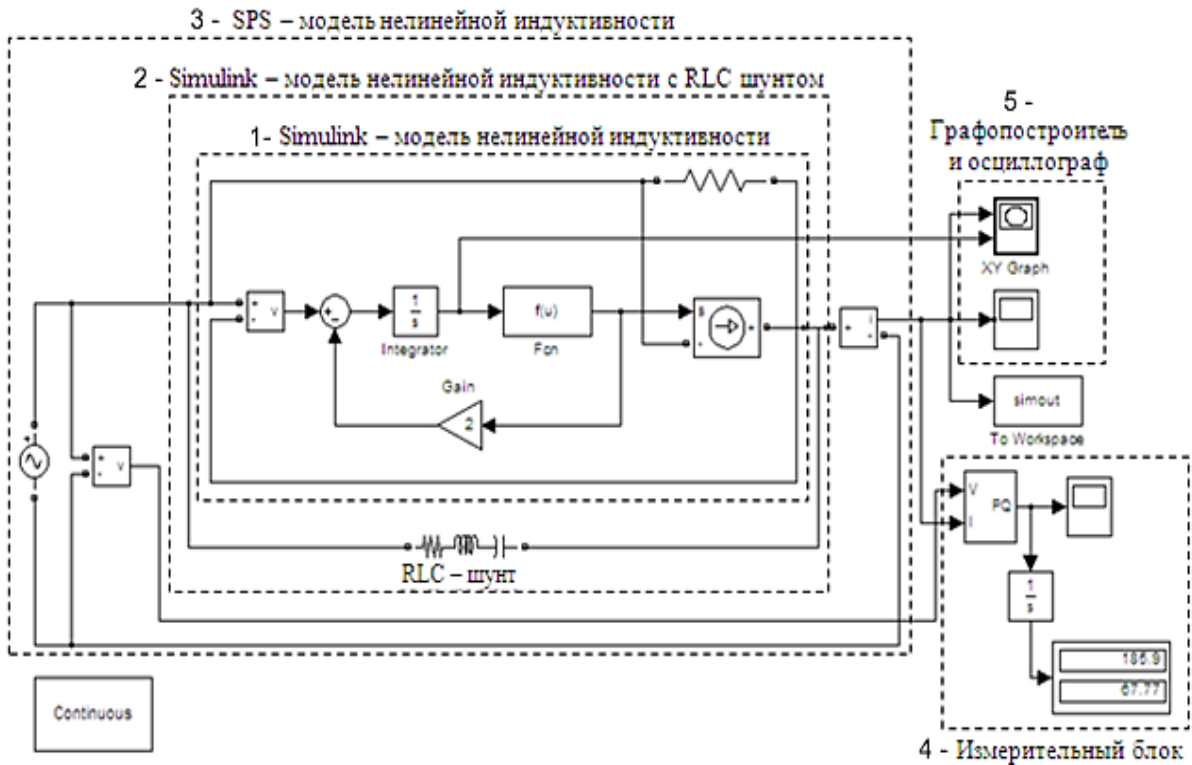 3 - SPS – модель нелинейной индуктивности
2 - Simulink – модель нелинейной индуктивности с RLC шунтом
1- Simulink – модель нелинейной индуктивности
5 -
Графопостроитель
и осциллограф
XY Graph
+
-
v
+
-
1
s
Integrator
f(u)
Fcn
s
-
+
+
i
-
Gain
2
simout
To Workspace
+
+
-
v
V
I
PQ
RLC – шунт
1
s
185.9
67.77
Continuous
4 - Измерительный блок